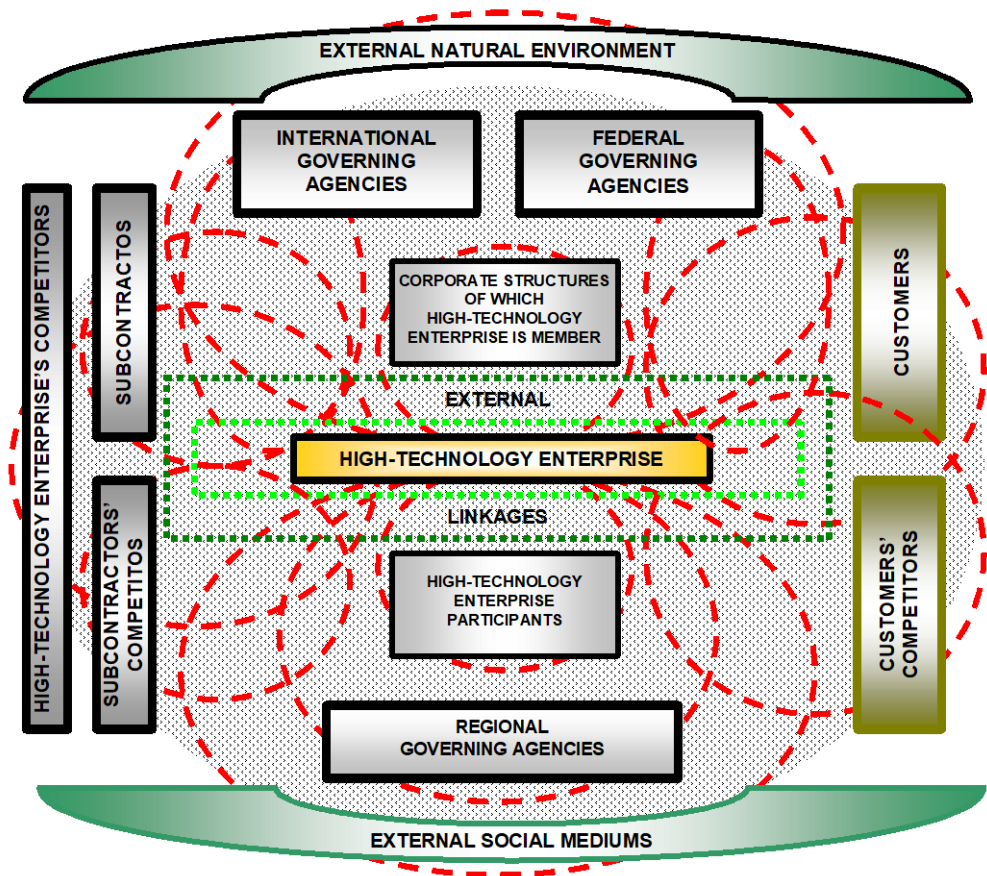 EXTERNAL NATURAL ENVIRONMENT
INTERNATIONAL
GOVERNING
AGENCIES
FEDERAL
GOVERNING
AGENCIES
HIGH-TECHNOLOGY ENTERPRISE'S COMPETITORS
SUBCONTRACTOS
CORPORATE STRUCTURES
OF WHICH
HIGH-TECHNOLOGY
ENTERPRISE IS MEMBER
CUSTOMERS
EXTERNAL
HIGH-TECHNOLOGY ENTERPRISE
LINKAGES
SUBCONTRACTORS’
COMPETITOS
HIGH-TECHNOLOGY
ENTERPRISE
PARTICIPANTS
CUSTOMERS’
COMPETITORS
REGIONAL
GOVERNING AGENCIES
EXTERNAL SOCIAL MEDIUMS